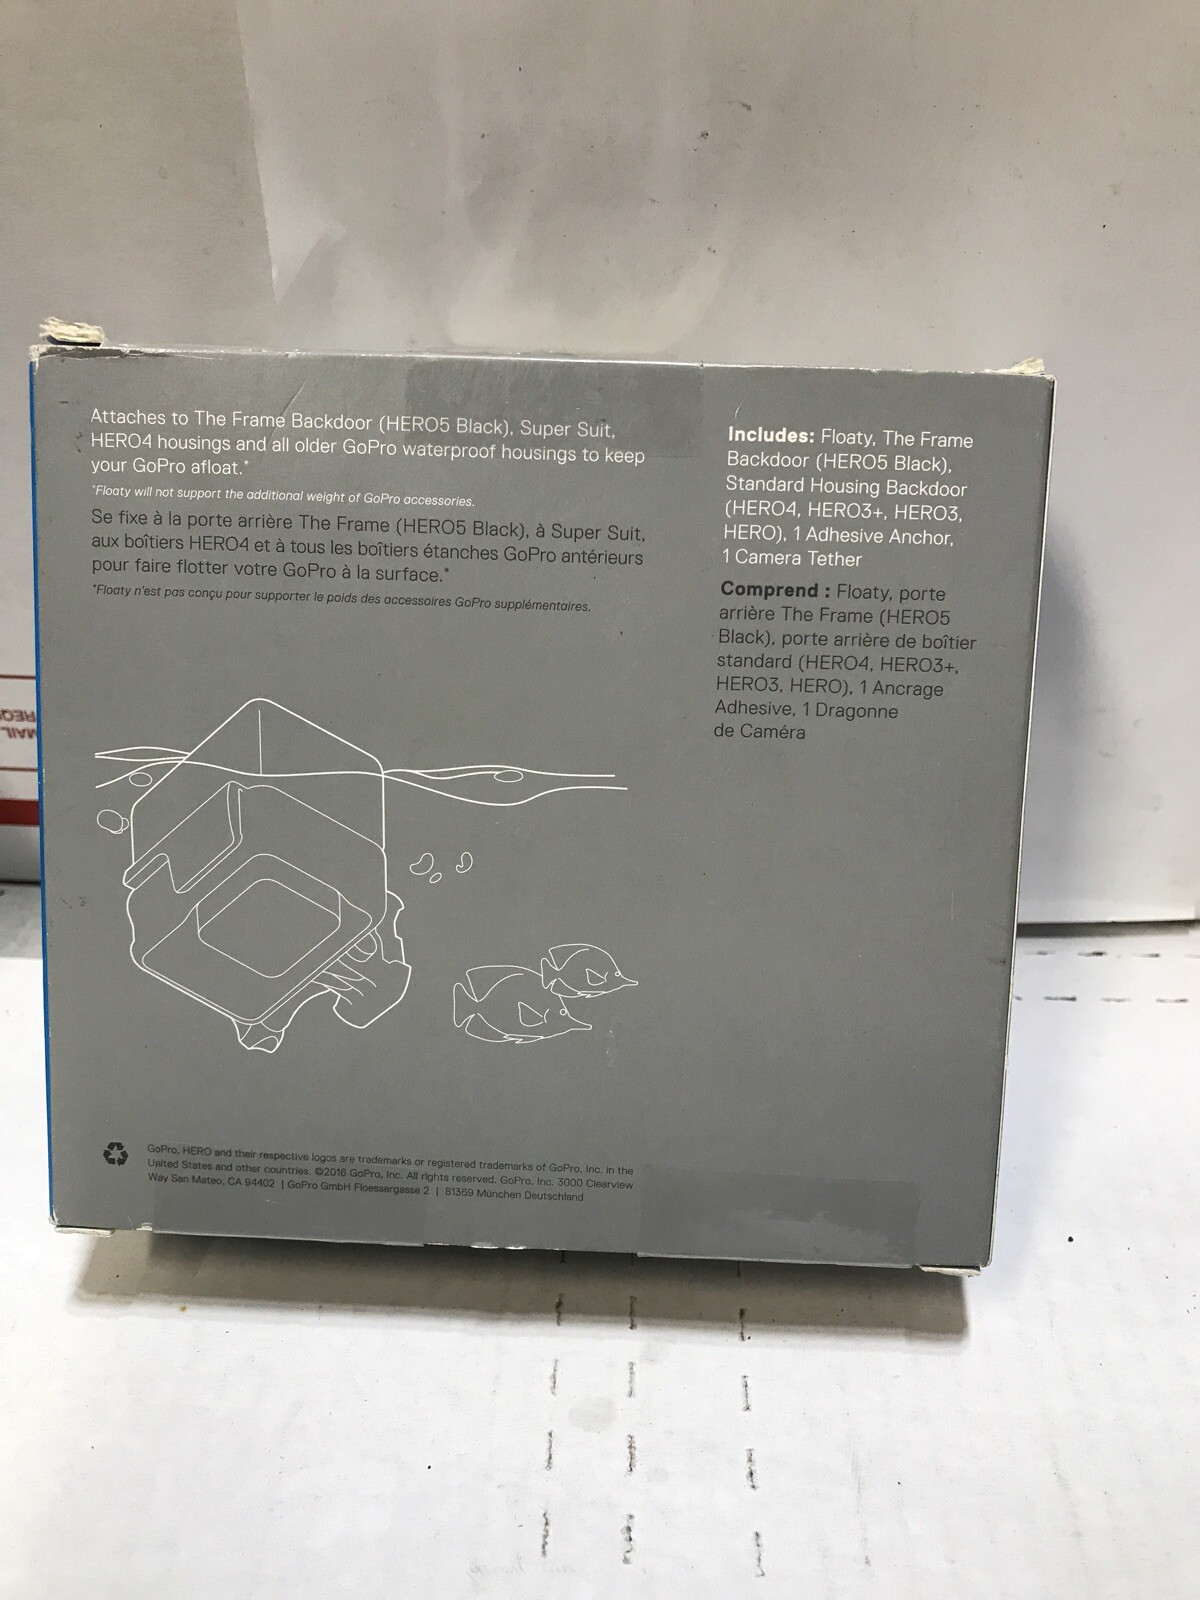 Attaches to The Frame Backdoor (HERO5 Black), Super Suit,
HERO4 housings and all older GoPro waterproof housings to keep
your GoPro afloat.*
*Floaty will not support the additional weight of GoPro accessories.
Se fixe à la porte arrière The Frame (HERO5 Black), à Super Suit,
aux boîtiers HERO4 et à tous les boîtiers étanches GoPro antérieurs
pour faire flotter votre GoPro à la surface.*
*Floaty n'est pas conçu pour supporter le poids des accessoires GoPro supplémentaires.
Includes: Floaty, The Frame
Backdoor (HERO5 Black),
Standard Housing Backdoor
(HERO4, HERO3+, HERO3,
HERO), 1 Adhesive Anchor,
1 Camera Tether
Comprend : Floaty, porte
arrière The Frame (HERO5
Black), porte arrière de boîtier
standard (HERO4, HERO3+,
HERO3, HERO), 1 Ancrage
Adhesive, 1 Dragonne
de Caméra
GoPro, HERO and their respective logos are trademarks or registered trademarks of GoPro, Inc. in the
United States and other countries. ©2016 GoPro, Inc. All rights reserved. GoPro, Inc. 3000 Clearview
Way San Mateo, CA 94402 | GoPro GmbH Floessergasse 2 | 81369 München Deutschland